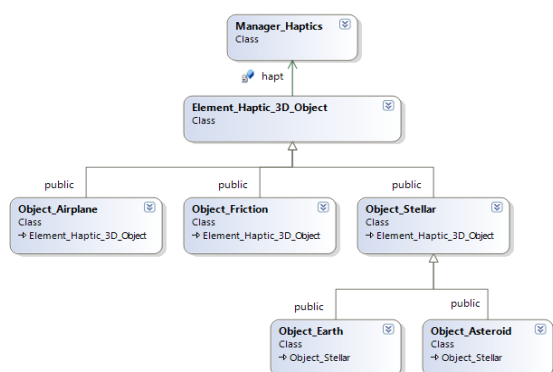 Manager_Haptics
Class
hapt
Element_Haptic_3D_Object
Class
public
public
public
Object_Airplane
Class
Element_Haptic_3D_Object
Object_Friction
Class
Element_Haptic_3D_Object
Object_Stellar
Class
Element_Haptic_3D_Object
public
public
Object_Earth
Class
Object_Stellar
Object_Asteroid
Class
Object_Stellar